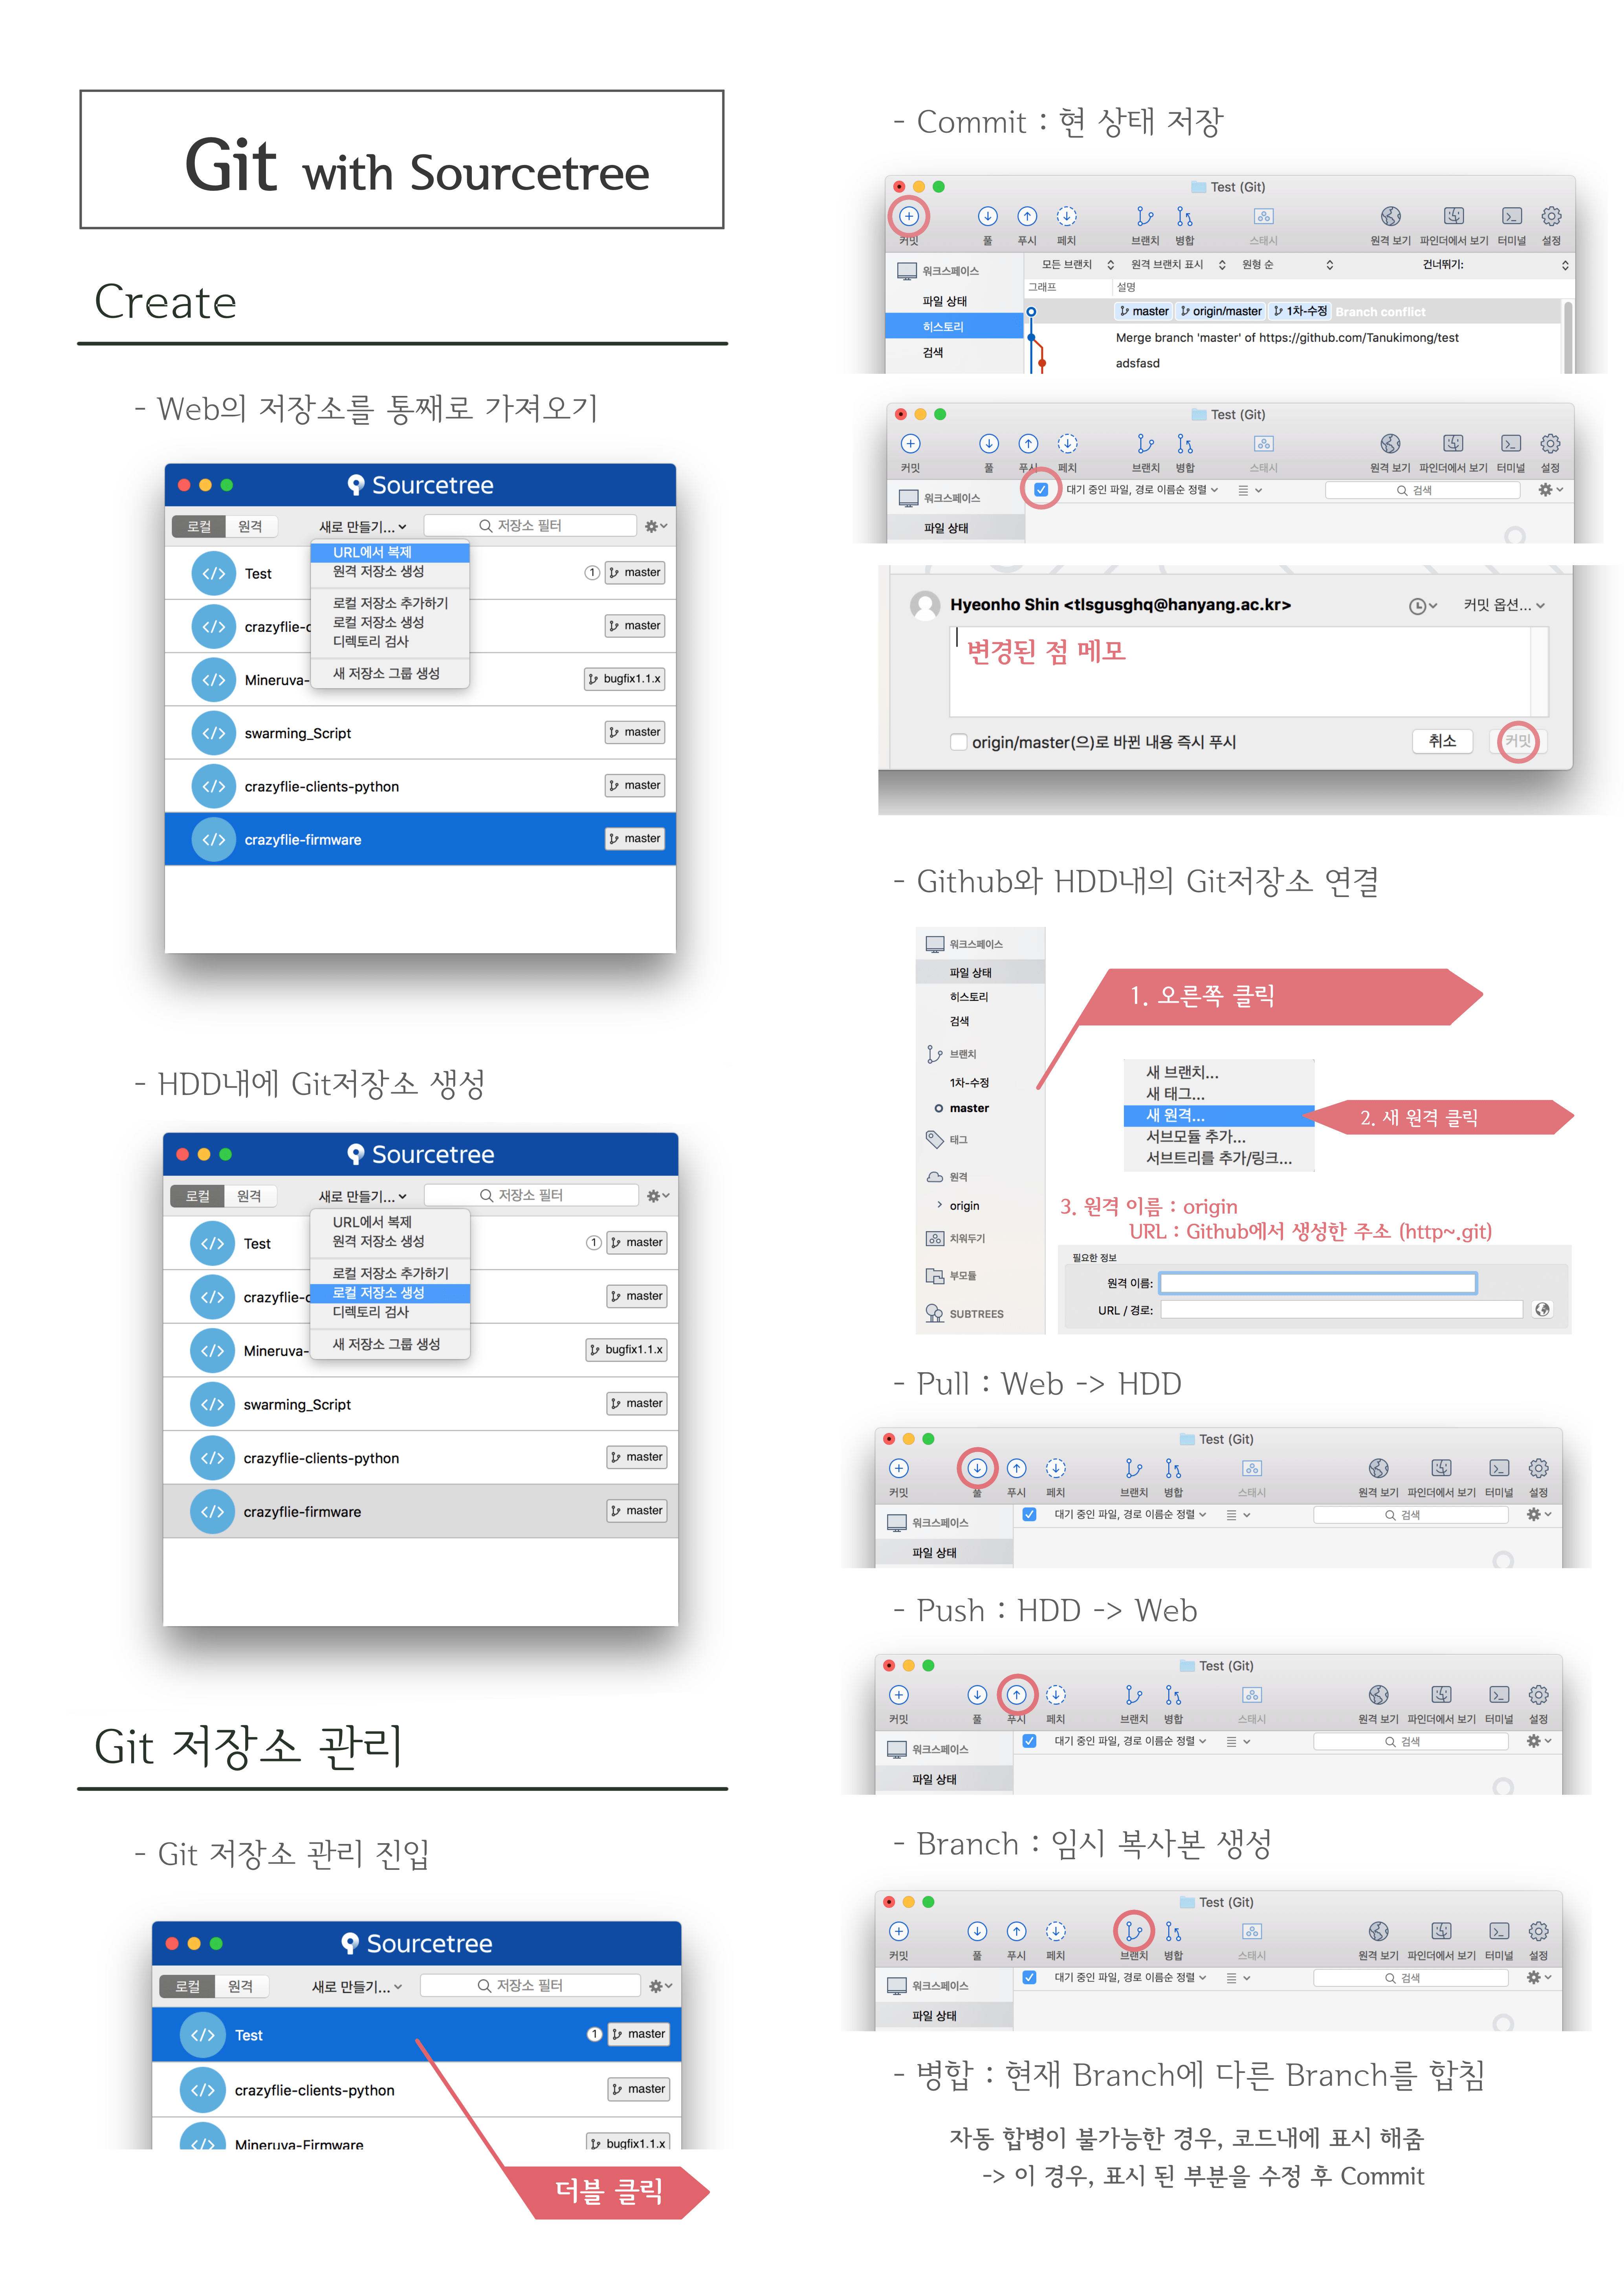 Git with Sourcetree
Create
- Web의 저장소를 통째로 가져오기
Sourcetree
로컬 원격 새로 만들기... 저장소 필터
URL에서 복제
원격 저장소 생성
로컬 저장소 추가하기
로컬 저장소 생성
디렉토리 검사
새 저장소 그룹 생성
Test 1 master
crazyflie-c master
Mineruva- bugfix1.1.x
swarming_Script master
crazyflie-clients-python master
crazyflie-firmware master
- HDD내에 Git저장소 생성
Sourcetree
로컬 원격 새로 만들기... 저장소 필터
URL에서 복제
원격 저장소 생성
로컬 저장소 추가하기
로컬 저장소 생성
디렉토리 검사
새 저장소 그룹 생성
Test 1 master
crazyflie-c master
Mineruva- bugfix1.1.x
swarming_Script master
crazyflie-clients-python master
crazyflie-firmware master
Git 저장소 관리
- Git 저장소 관리 진입
Sourcetree
로컬 원격 새로 만들기... 저장소 필터
Test 1 master
crazyflie-clients-python master
Mineruva-Firmware bugfix1.1.x
더블 클릭
- Commit : 현 상태 저장
Test (Git)
커밋 풀 푸시 페치 브랜치 병합 스태시 원격 보기 파인더에서 보기 터미널 설정
워크스페이스 모든 브랜치 원격 브랜치 표시 원형 순 건너뛰기:
그래프 설명
파일 상태
master origin/master 1차-수정 Branch conflict
히스토리
Merge branch 'master' of https://github.com/Tanukimong/test
검색
adsfasd
Test (Git)
커밋 풀 푸시 페치 브랜치 병합 스태시 원격 보기 파인더에서 보기 터미널 설정
워크스페이스 대기 중인 파일, 경로 이름순 정렬 검색
파일 상태
Hyeonho Shin <tlsgusghq@hanyang.ac.kr> 커밋 옵션...
변경된 점 메모
origin/master(으)로 바뀐 내용 즉시 푸시 취소 커밋
- Github와 HDD내의 Git저장소 연결
워크스페이스
파일 상태
히스토리
검색
브랜치
1차-수정
master
태그
원격
origin
치워두기
부모듈
SUBTREES
1. 오른쪽 클릭
새 브랜치...
새 태그...
새 원격...
서브모듈 추가...
서브트리를 추가/링크...
2. 새 원격 클릭
3. 원격 이름 : origin
URL : Github에서 생성한 주소 (http~.git)
필요한 정보
원격 이름:
URL / 경로:
- Pull : Web -> HDD
Test (Git)
커밋 풀 푸시 페치 브랜치 병합 스태시 원격 보기 파인더에서 보기 터미널 설정
워크스페이스 대기 중인 파일, 경로 이름순 정렬 검색
파일 상태
- Push : HDD -> Web
Test (Git)
커밋 풀 푸시 페치 브랜치 병합 스태시 원격 보기 파인더에서 보기 터미널 설정
워크스페이스 대기 중인 파일, 경로 이름순 정렬 검색
파일 상태
- Branch : 임시 복사본 생성
Test (Git)
커밋 풀 푸시 페치 브랜치 병합 스태시 원격 보기 파인더에서 보기 터미널 설정
워크스페이스 대기 중인 파일, 경로 이름순 정렬 검색
파일 상태
- 병합 : 현재 Branch에 다른 Branch를 합침
자동 합병이 불가능한 경우, 코드내에 표시 해줌
-> 이 경우, 표시 된 부분을 수정 후 Commit